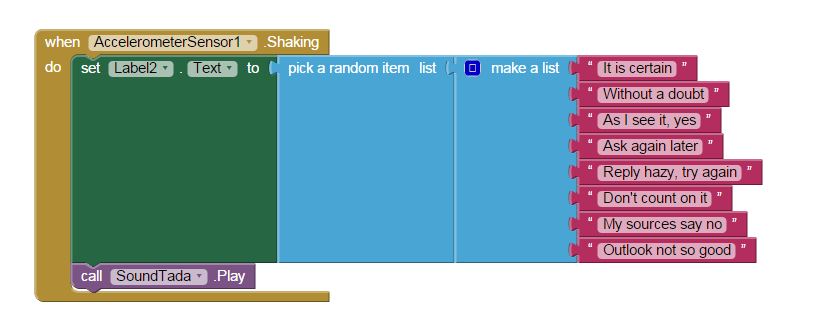 when AccelerometerSensor1 .Shaking
do set Label2 . Text to pick a random item list make a list " It is certain "
" Without a doubt "
" As I see it, yes "
" Ask again later "
" Reply hazy, try again "
" Don't count on it "
" My sources say no "
" Outlook not so good "
call SoundTada .Play